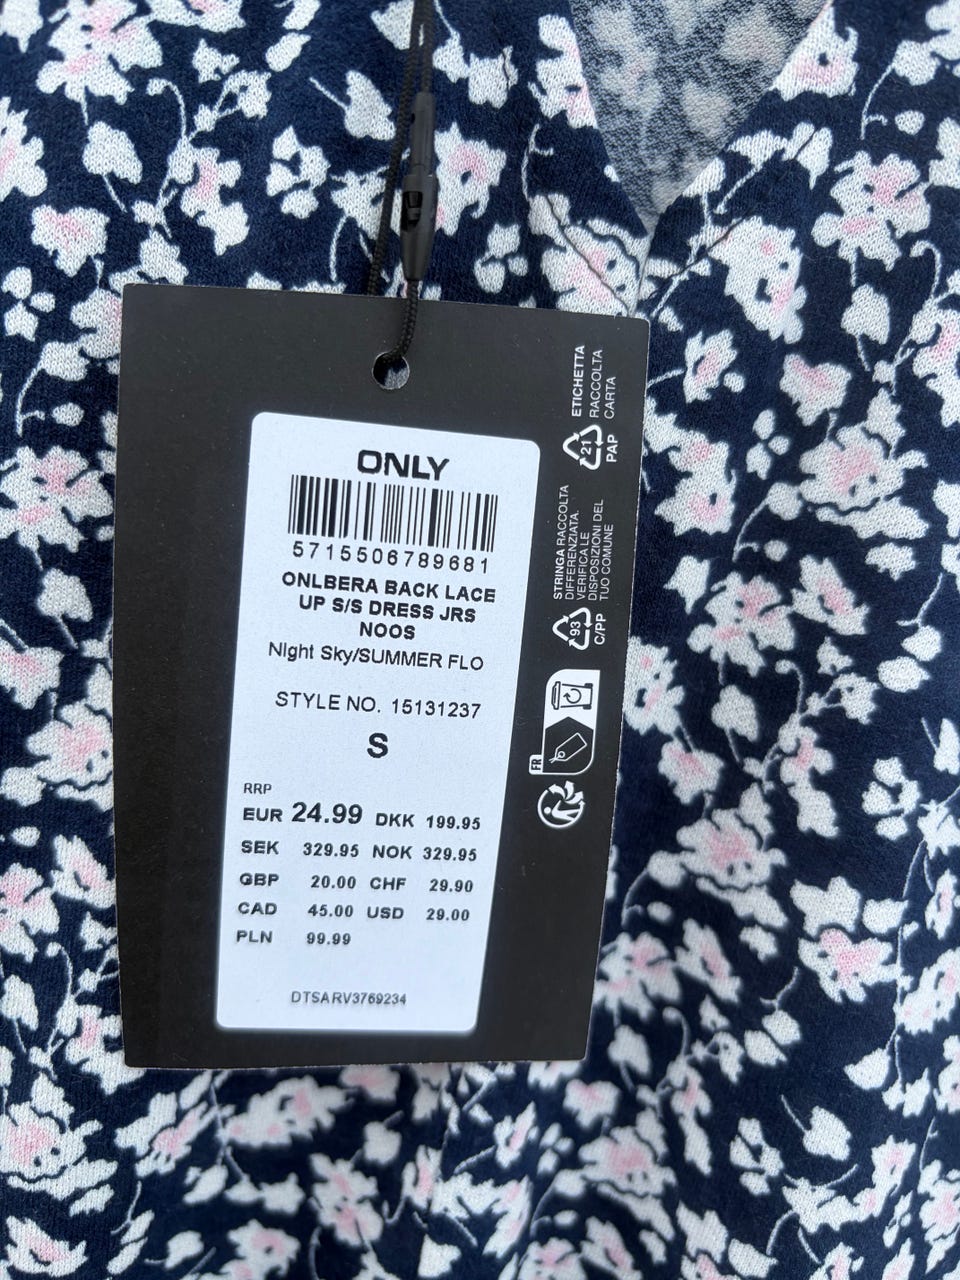 ONLY
5715506789681
ONLBERA BACK LACE
UP S/S DRESS JRS
NOOS
Night Sky/SUMMER FLO
STYLE NO. 15131237
S
RRP
EUR 24.99 DKK 199.95
SEK 329.95 NOK 329.95
GBP 20.00 CHF 29.90
CAD 45.00 USD 29.00
PLN 99.99
DTSARV3769234
ETICHETTA
RACCOLTA
CARTA
21
PAP
STRINGA RACCOLTA
DIFFERENZIATA.
VERIFICA LE
DISPOSIZIONI DEL
TUO COMUNE
93
C/PP
FR